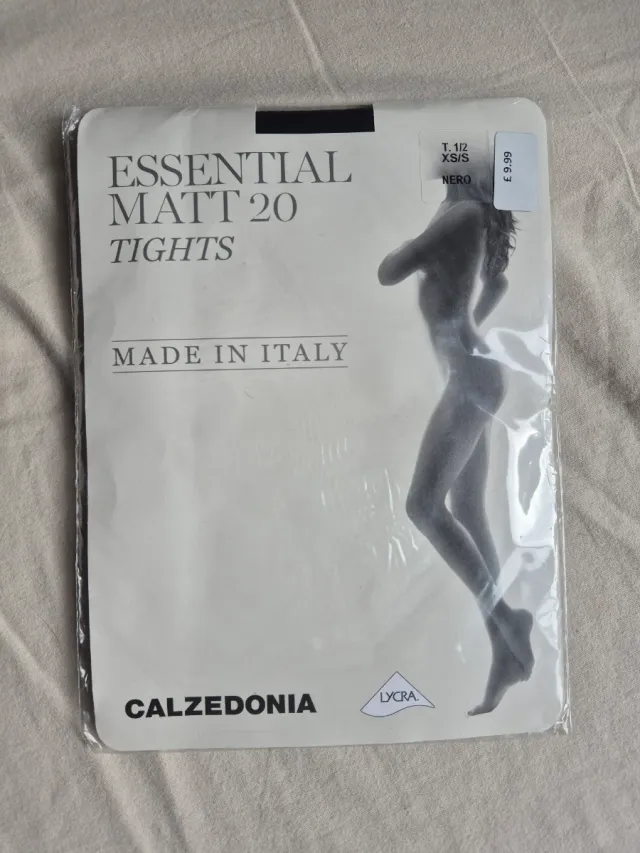 ESSENTIAL
MATT 20
TIGHTS
T. 1/2
XS/S
NERO
£ 9.99
MADE IN ITALY
CALZEDONIA
LYCRA.